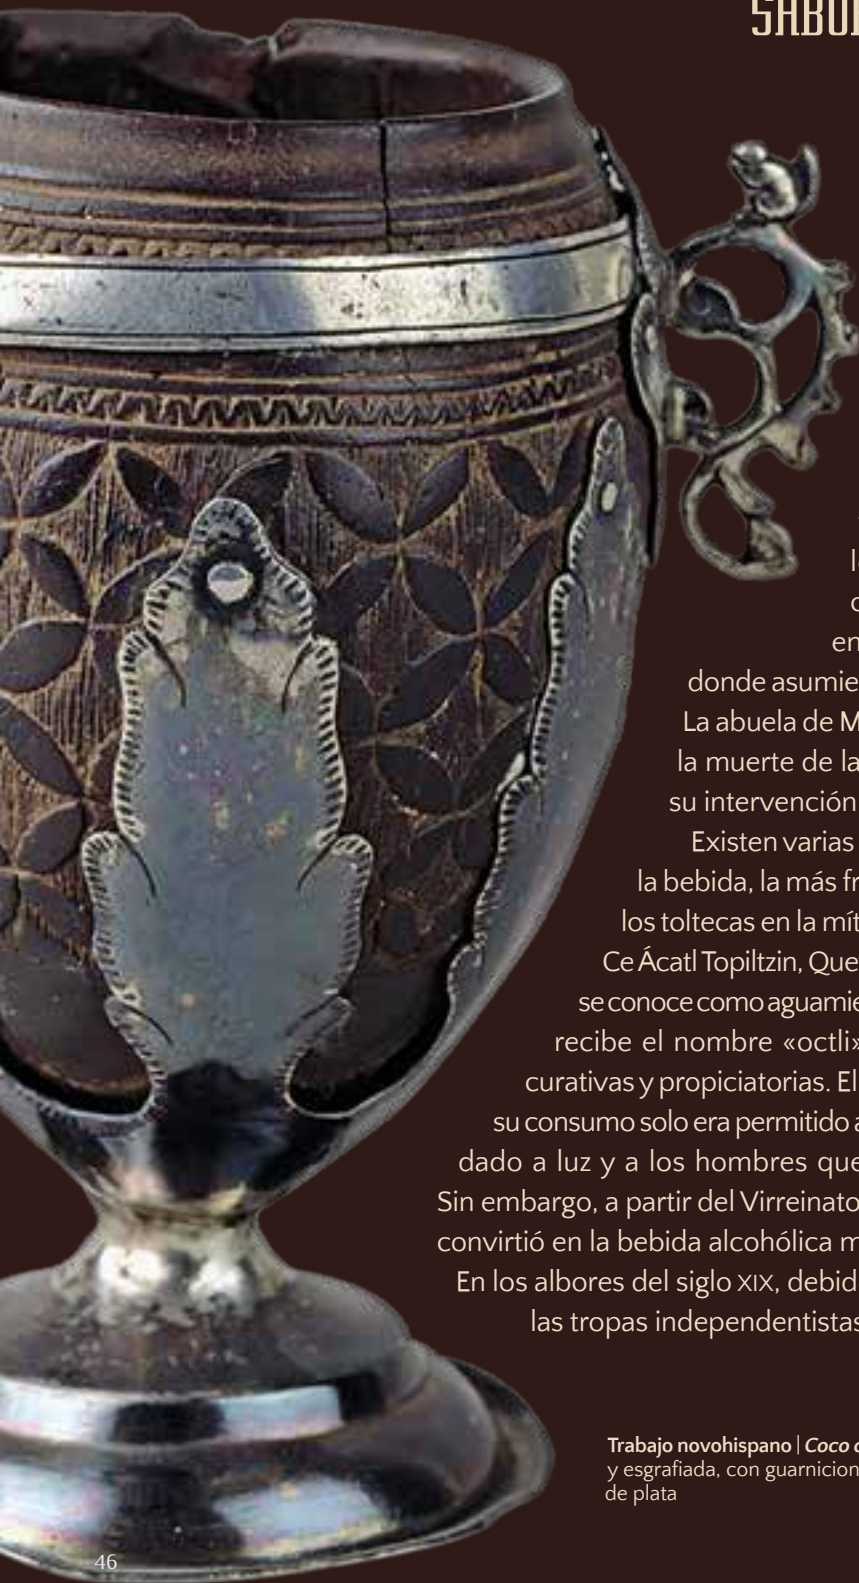 SABO
en
donde asumie
La abuela de M
la muerte de la
su intervención
Existen varias
la bebida, la más fr
los toltecas en la mít
Ce Ácatl Topiltzin, Que
se conoce como aguamie
recibe el nombre «octli»
curativas y propiciatorias. El
su consumo solo era permitido a
dado a luz y a los hombres que
Sin embargo, a partir del Virreinato
convirtió en la bebida alcohólica m
En los albores del siglo XIX, debid
las tropas independentistas
Trabajo novohispano | Coco c
y esgrafiada, con guarnicion
de plata
46